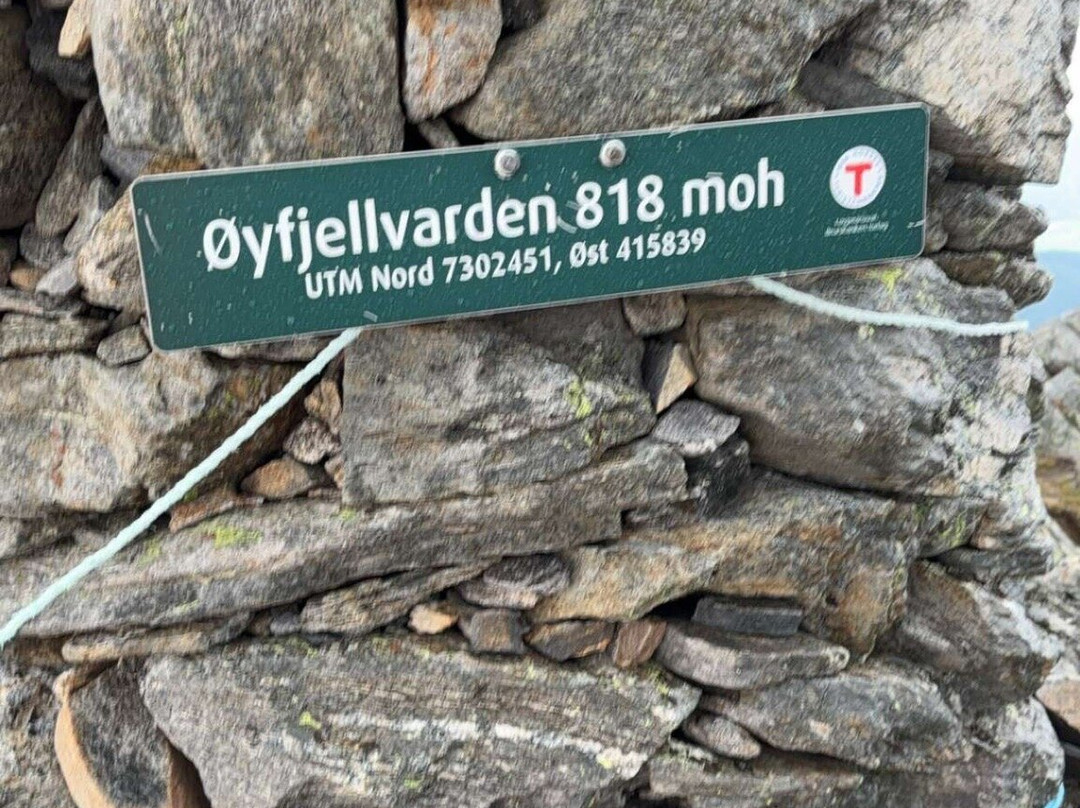 Øyfjellvarden 818 moh
UTM Nord 7302451, Øst 415839
T